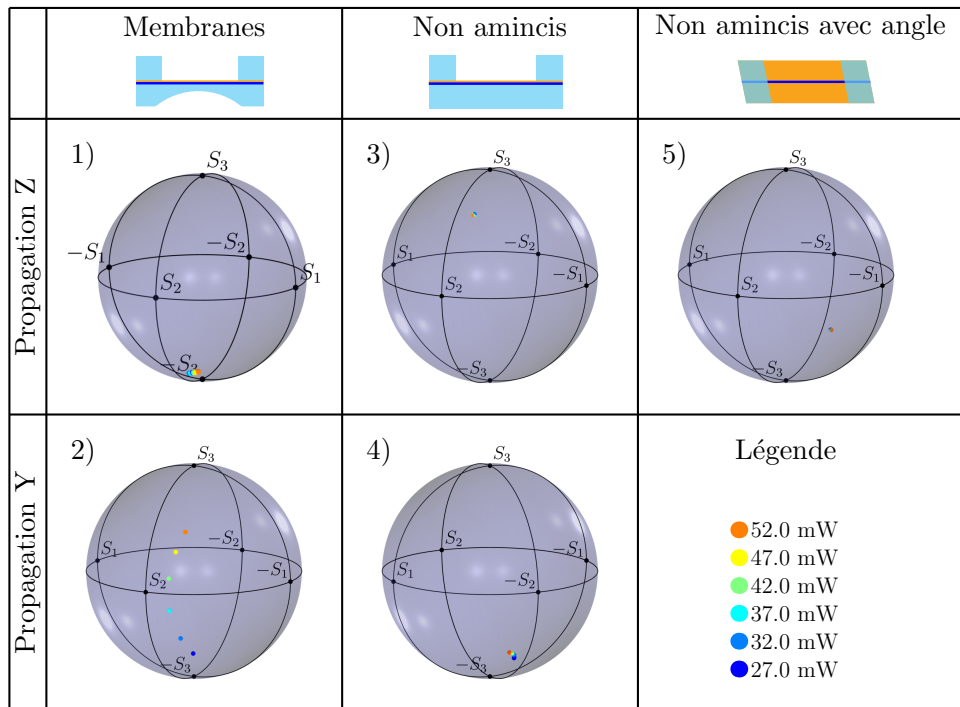 Membranes
Non amincis
Non amincis avec angle
Propagation Z
1)
S₃
−S₁
−S₂
S₂
S₁
−S₃
3)
S₃
S₁
−S₂
S₂
−S₁
−S₃
5)
S₃
−S₂
−S₁
S₂
−S₃
Propagation Y
2)
S₃
S₁
−S₂
S₂
−S₁
−S₃
4)
S₃
S₂
S₁
−S₁
−S₂
−S₃
Légende
52.0 mW
47.0 mW
42.0 mW
37.0 mW
32.0 mW
27.0 mW